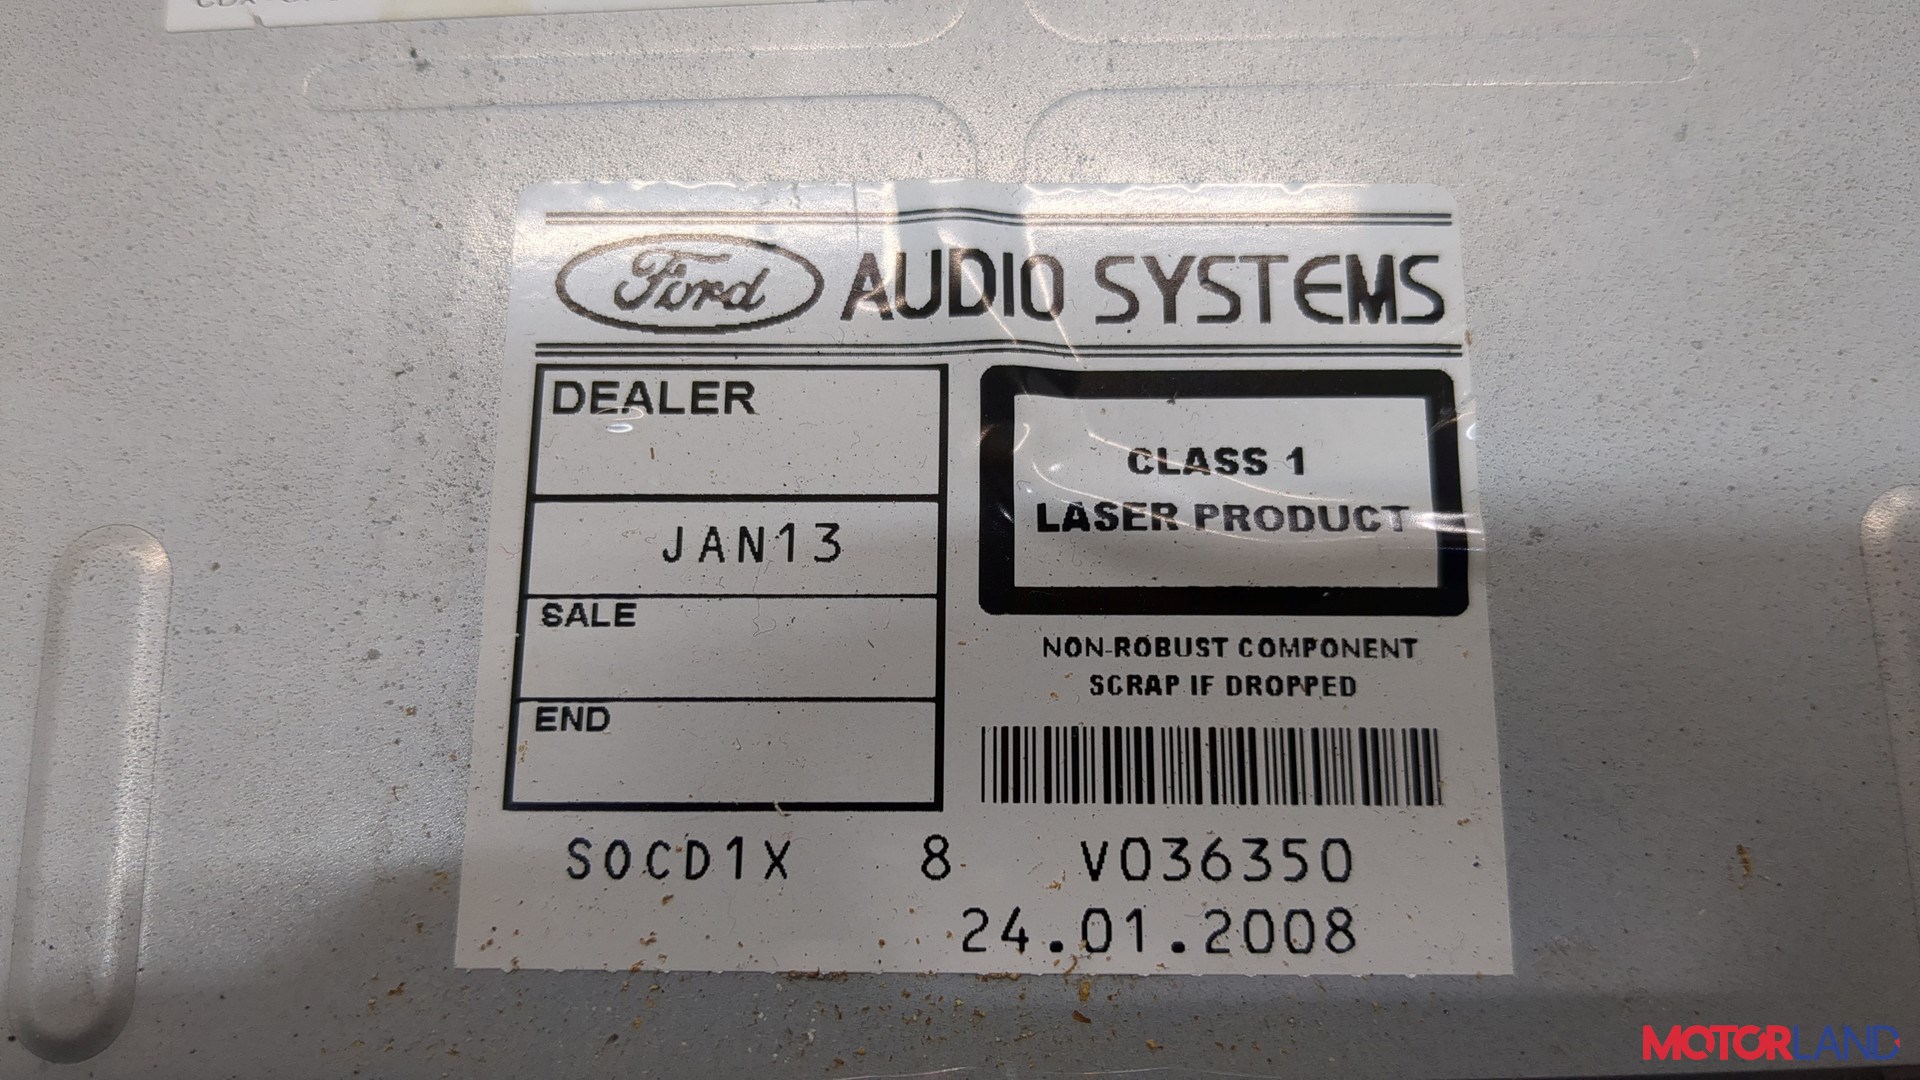 Ford AUDIO SYSTEMS
DEALER
JAN13
SALE
END
CLASS 1
LASER PRODUCT
NON-ROBUST COMPONENT
SCRAP IF DROPPED
SOCD1X 8 V036350
24.01.2008
MOTORLAND